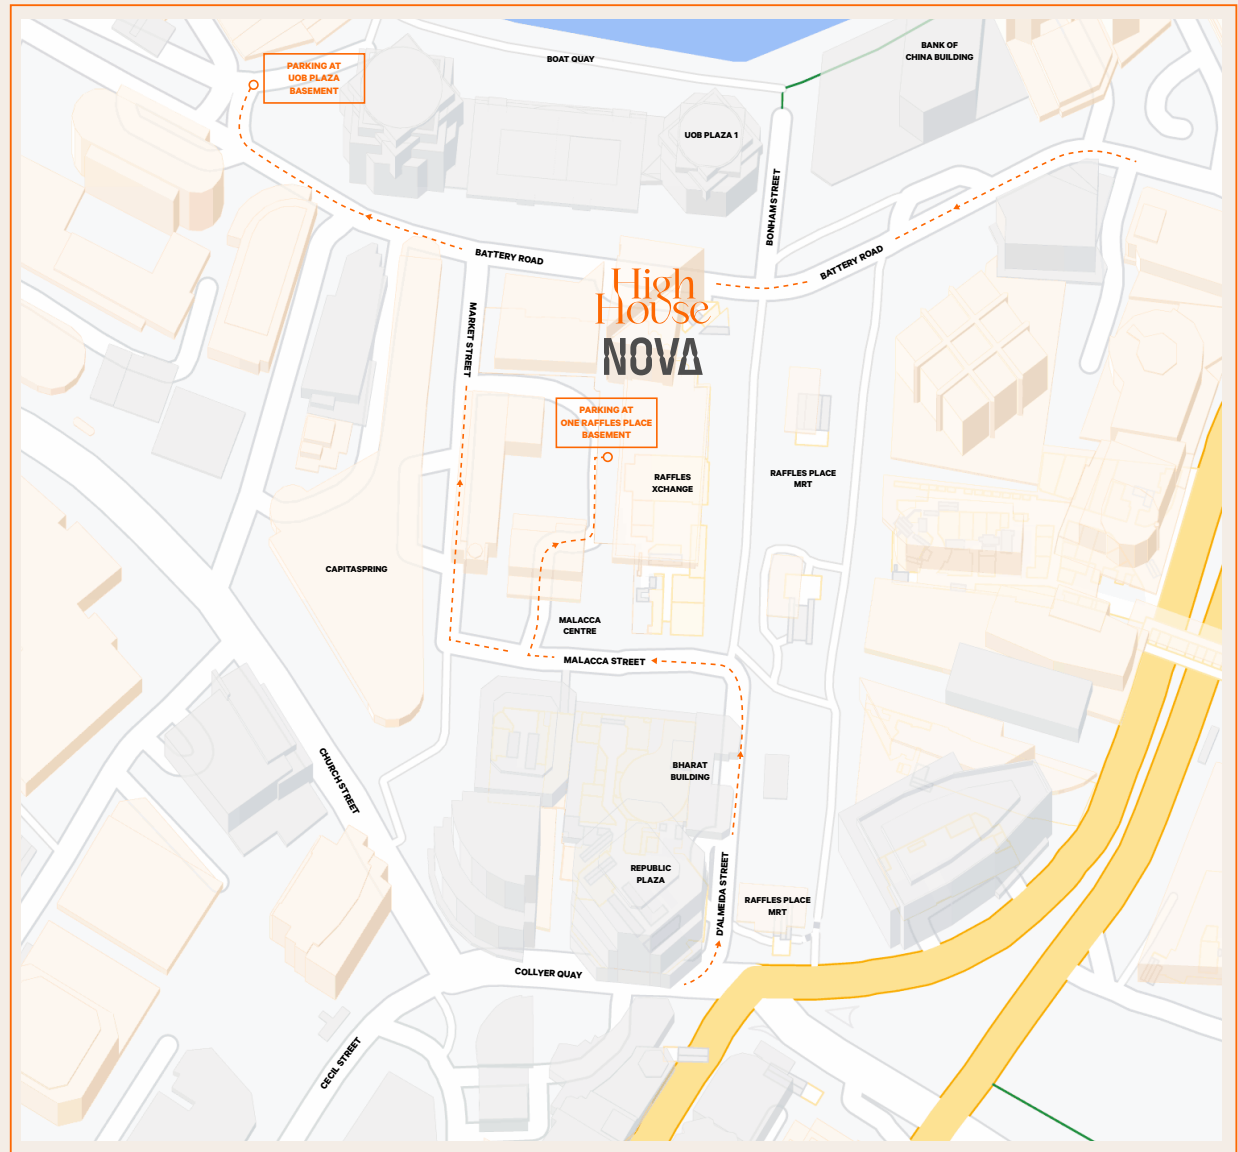 BOAT QUAY
BANK OF
CHINA BUILDING
PARKING AT
UOB PLAZA
BASEMENT
UOB PLAZA 1
BONHAM STREET
BATTERY ROAD
BATTERY ROAD
High
House
NOVA
MARKET STREET
PARKING AT
ONE RAFFLES PLACE
BASEMENT
RAFFLES
XCHANGE
RAFFLES PLACE
MRT
CAPITASPRING
MALACCA
CENTRE
MALACCA STREET
BHARAT
BUILDING
CHURCH STREET
REPUBLIC
PLAZA
D'ALMEIDA STREET
RAFFLES PLACE
MRT
COLLYER QUAY
CECIL STREET